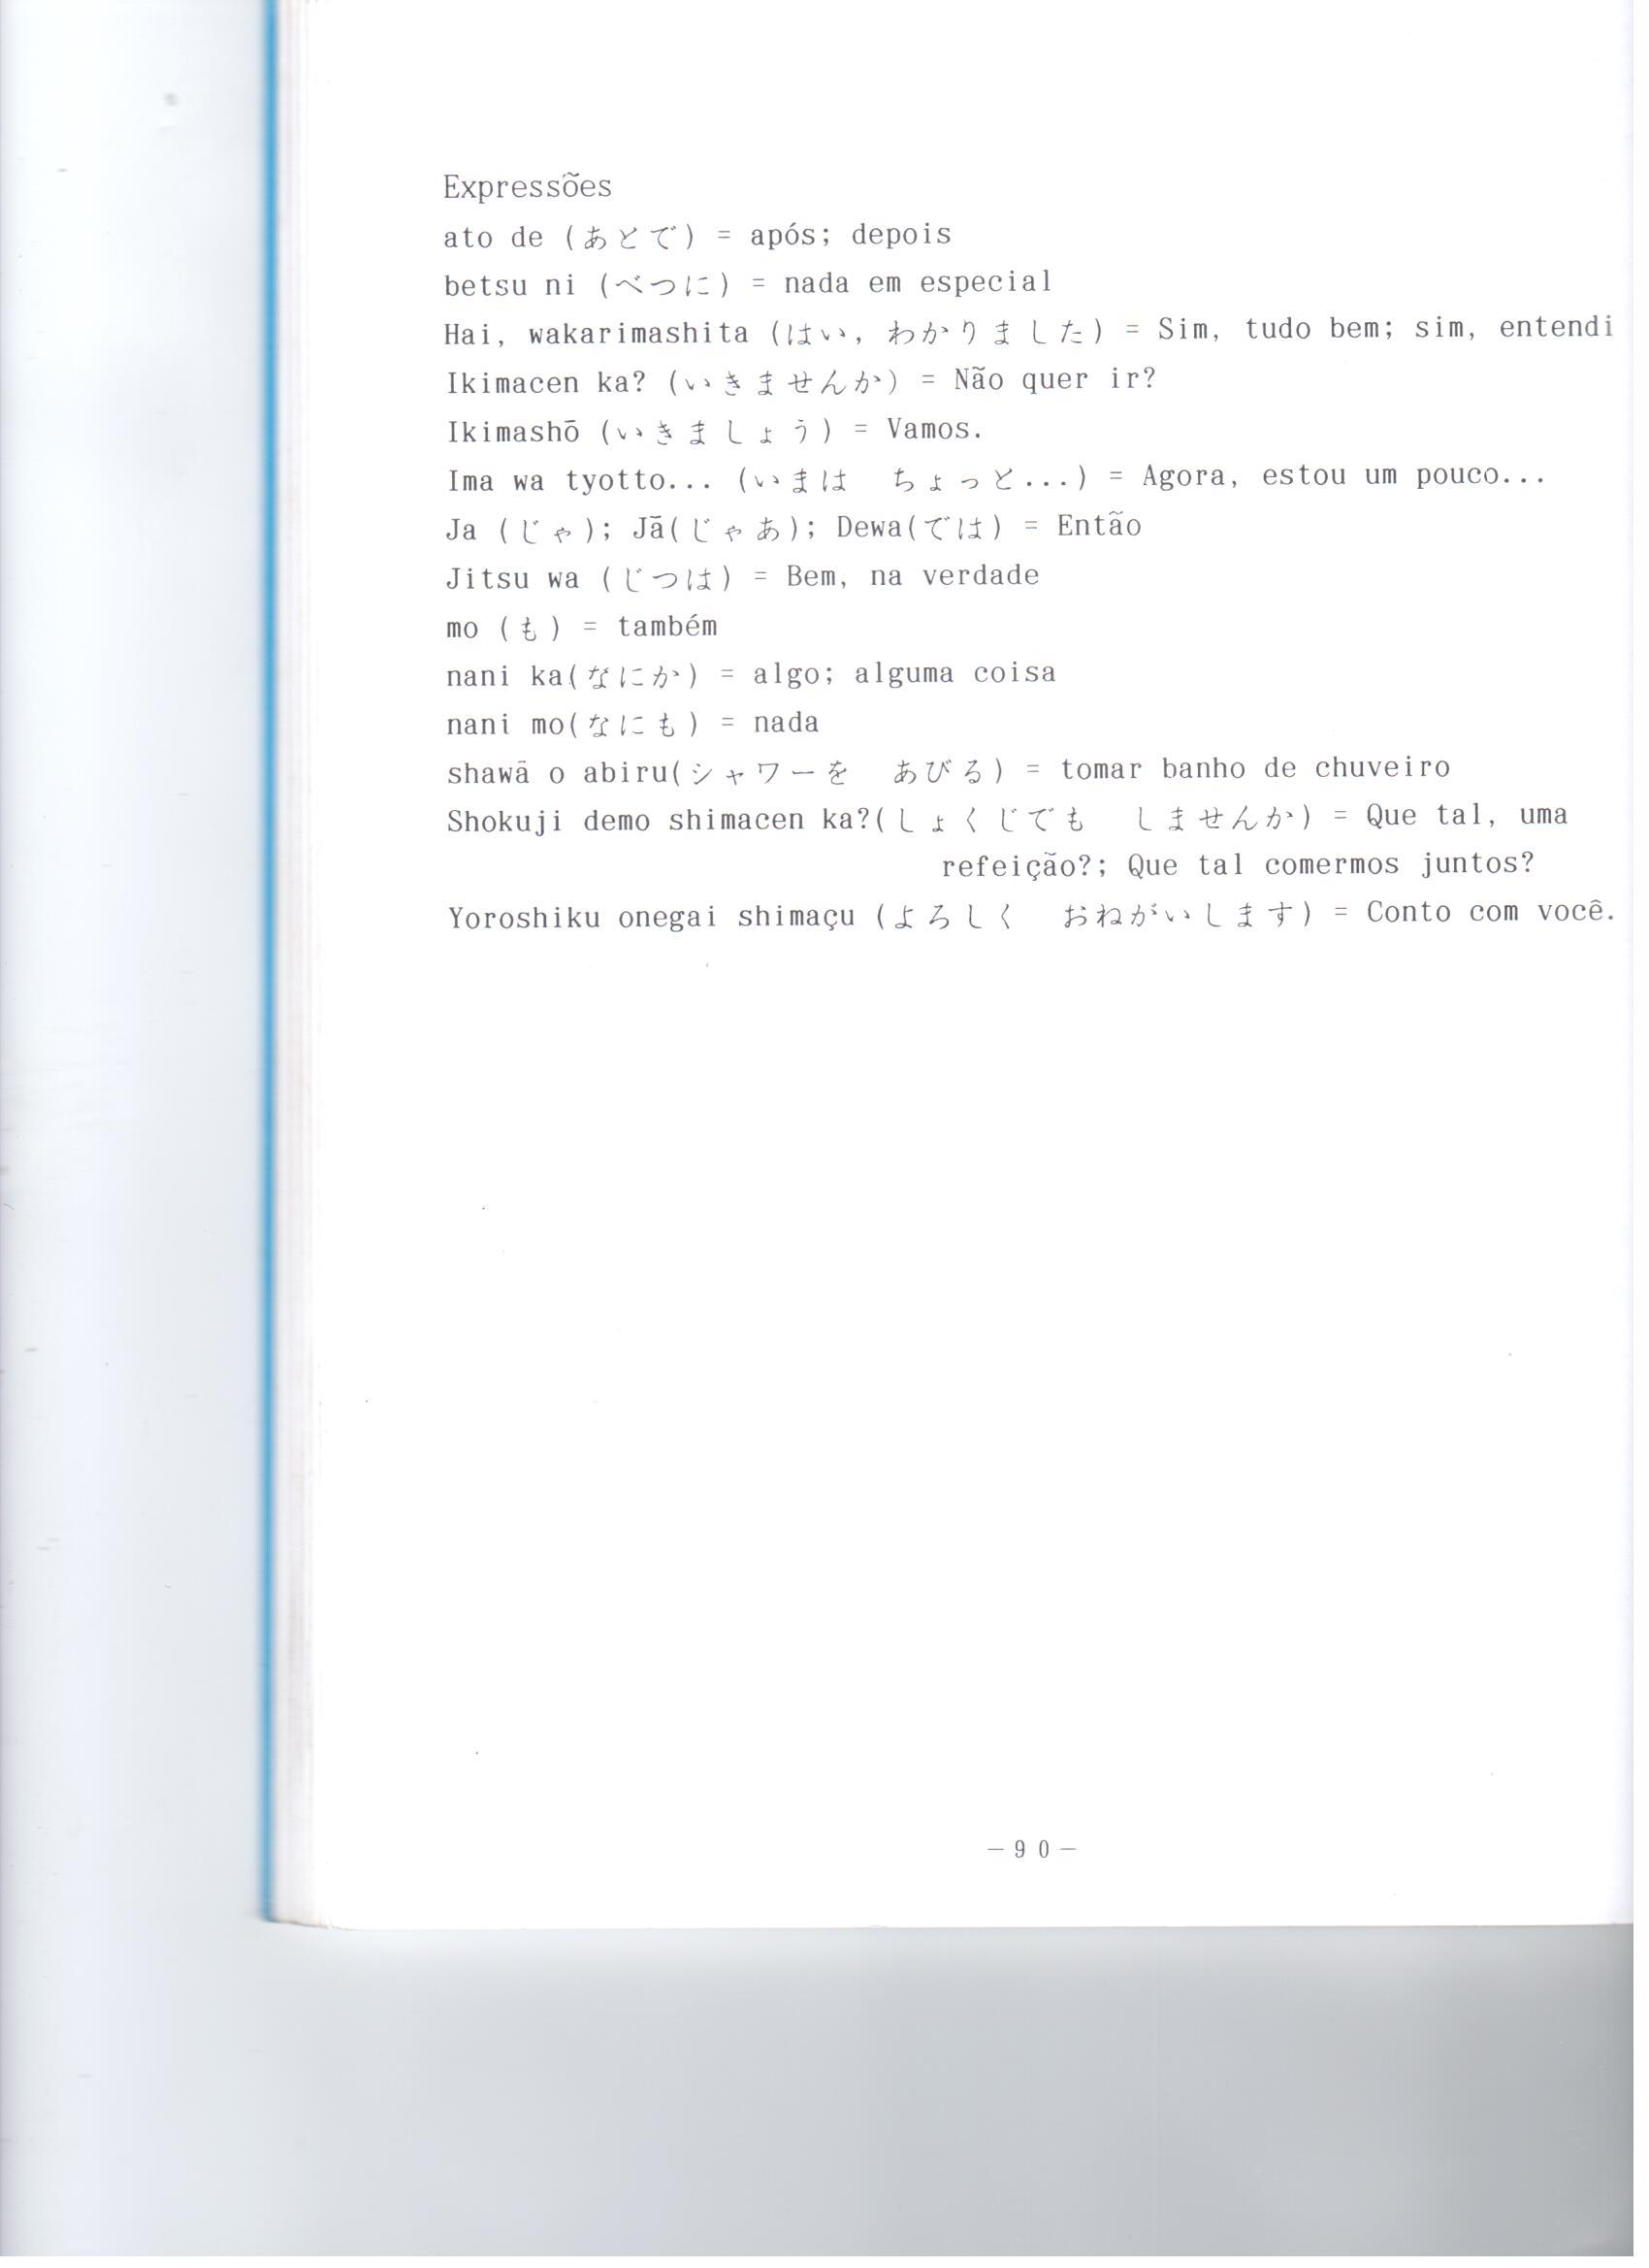 Expressões
ato de (あとで) = após; depois
betsu ni (べつに) = nada em especial
Hai, wakarimashita (はい, わかりました) = Sim, tudo bem; sim, entendi
Ikimacen ka? (いきませんか) = Não quer ir?
Ikimashō (いきましょう) = Vamos.
Ima wa tyotto... (いまは　ちょっと...) = Agora, estou um pouco...
Ja (じゃ); Jā(じゃあ); Dewa(では) = Então
Jitsu wa (じつは) = Bem, na verdade
mo (も) = também
nani ka(なにか) = algo; alguma coisa
nani mo(なにも) = nada
shawā o abiru(シャワーを　あびる) = tomar banho de chuveiro
Shokuji demo shimacen ka?(しょくじでも　しませんか) = Que tal, uma
refeição?; Que tal comermos juntos?
Yoroshiku onegai shimaçu (よろしく　おねがいします) = Conto com você.
－90－